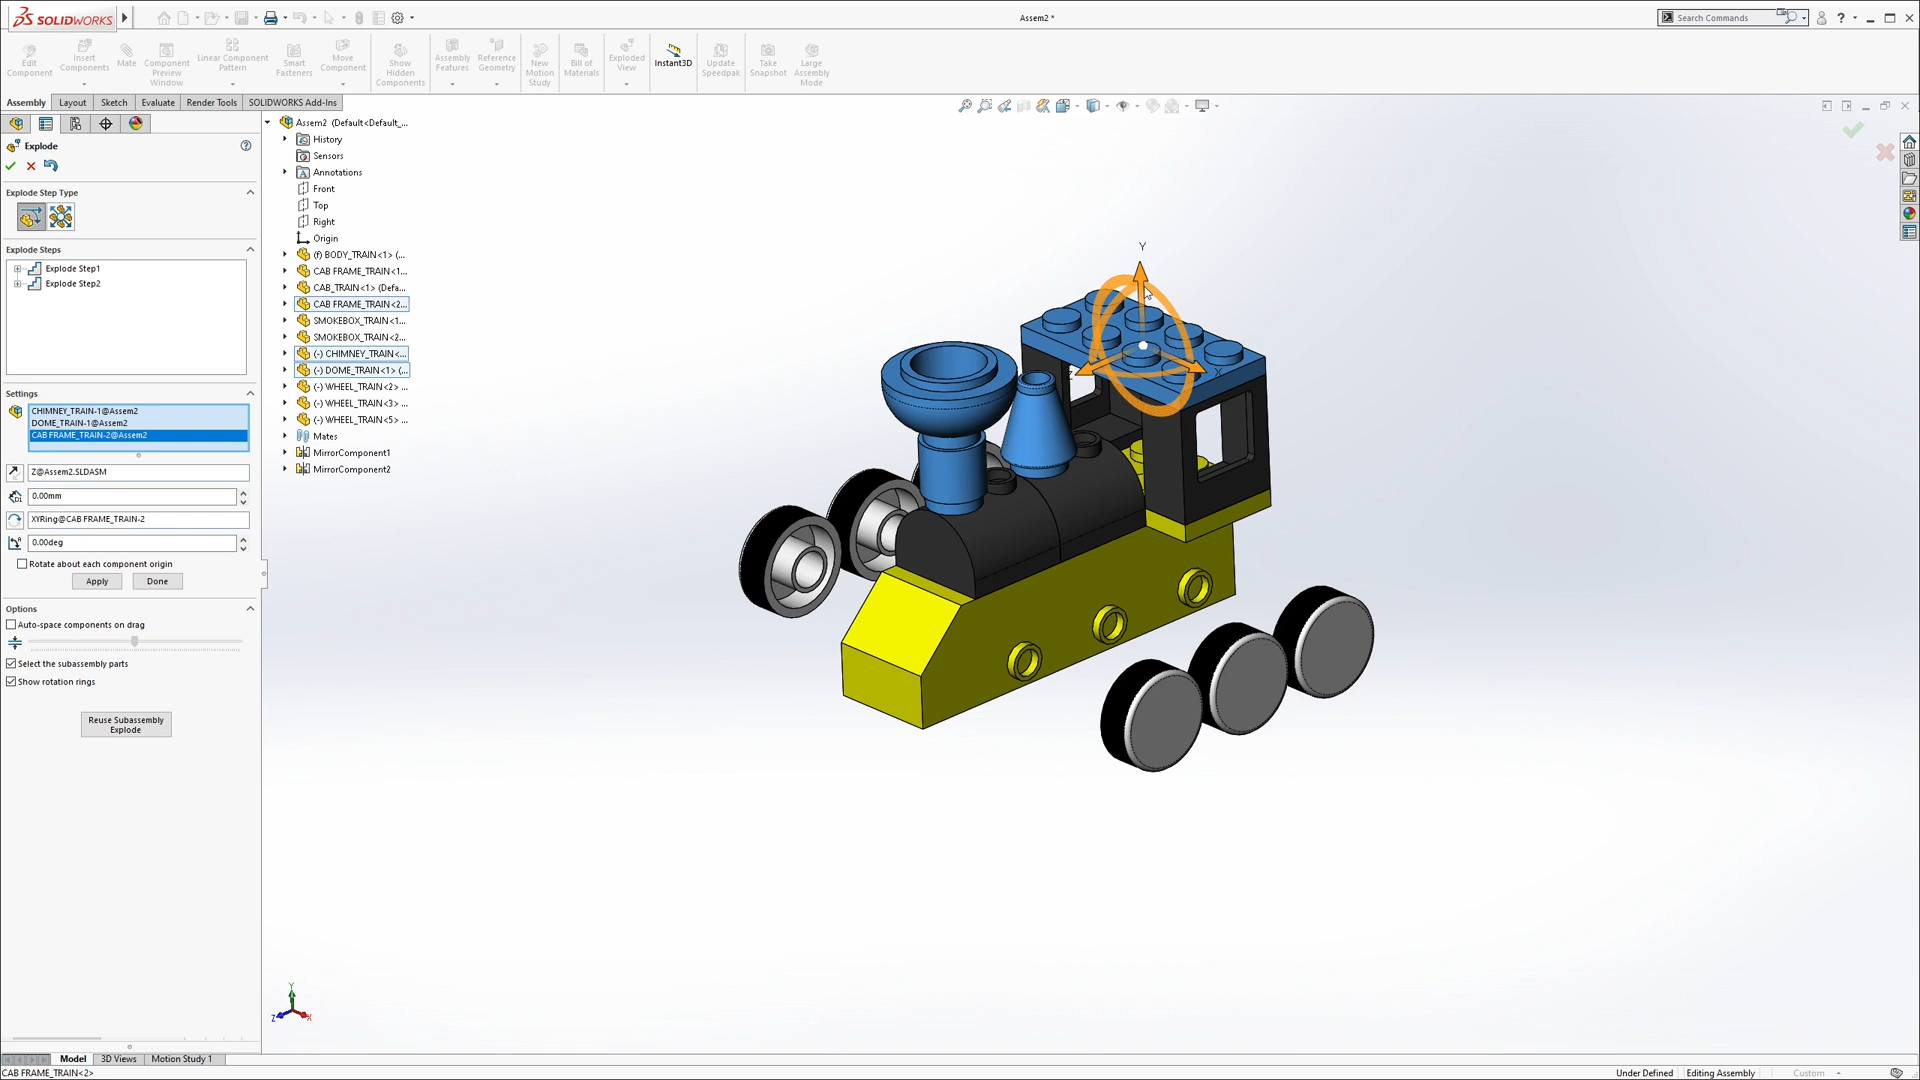 SOLIDWORKS
Assem2 *
Search Commands
Edit Component
Insert Components
Mate
Component Preview Window
Linear Component Pattern
Smart Fasteners
Move Component
Show Hidden Components
Assembly Features
Reference Geometry
New Motion Study
Bill of Materials
Exploded View
Instant3D
Update Speedpak
Take Snapshot
Large Assembly Mode
Assembly
Layout
Sketch
Evaluate
Render Tools
SOLIDWORKS Add-Ins
Explode
Explode Step Type
Explode Steps
Explode Step1
Explode Step2
Settings
CHIMNEY_TRAIN-1@Assem2
DOME_TRAIN-1@Assem2
CAB FRAME_TRAIN-2@Assem2
Z@Assem2.SLDASM
0.00mm
XYRing@CAB FRAME_TRAIN-2
0.00deg
Rotate about each component origin
Apply
Done
Options
Auto-space components on drag
Select the subassembly parts
Show rotation rings
Reuse Subassembly
Explode
Assem2 (Default<Default_...
History
Sensors
Annotations
Front
Top
Right
Origin
(f) BODY_TRAIN<1> (...
CAB FRAME_TRAIN<1...
CAB_TRAIN<1> (Defa...
CAB FRAME_TRAIN<2...
SMOKEBOX_TRAIN<1...
SMOKEBOX_TRAIN<2...
(-) CHIMNEY_TRAIN<...
(-) DOME_TRAIN<1> (...
(-) WHEEL_TRAIN<2> ...
(-) WHEEL_TRAIN<3> ...
(-) WHEEL_TRAIN<5> ...
Mates
MirrorComponent1
MirrorComponent2
Y
Z
X
Y
Z
X
Model
3D Views
Motion Study 1
CAB FRAME_TRAIN<2>
Under Defined
Editing Assembly
Custom